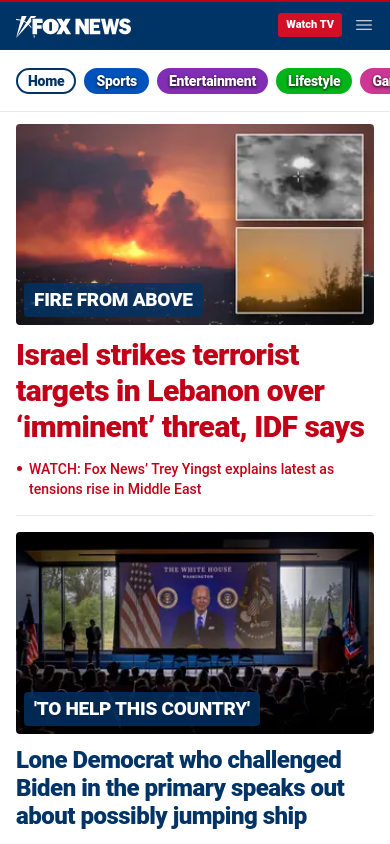 FOX NEWS
Watch TV
Home
Sports
Entertainment
Lifestyle
Ga
FIRE FROM ABOVE
Israel strikes terrorist
targets in Lebanon over
‘imminent’ threat, IDF says
• WATCH: Fox News’ Trey Yingst explains latest as
tensions rise in Middle East
THE WHITE HOUSE
WASHINGTON
'TO HELP THIS COUNTRY'
Lone Democrat who challenged
Biden in the primary speaks out
about possibly jumping ship